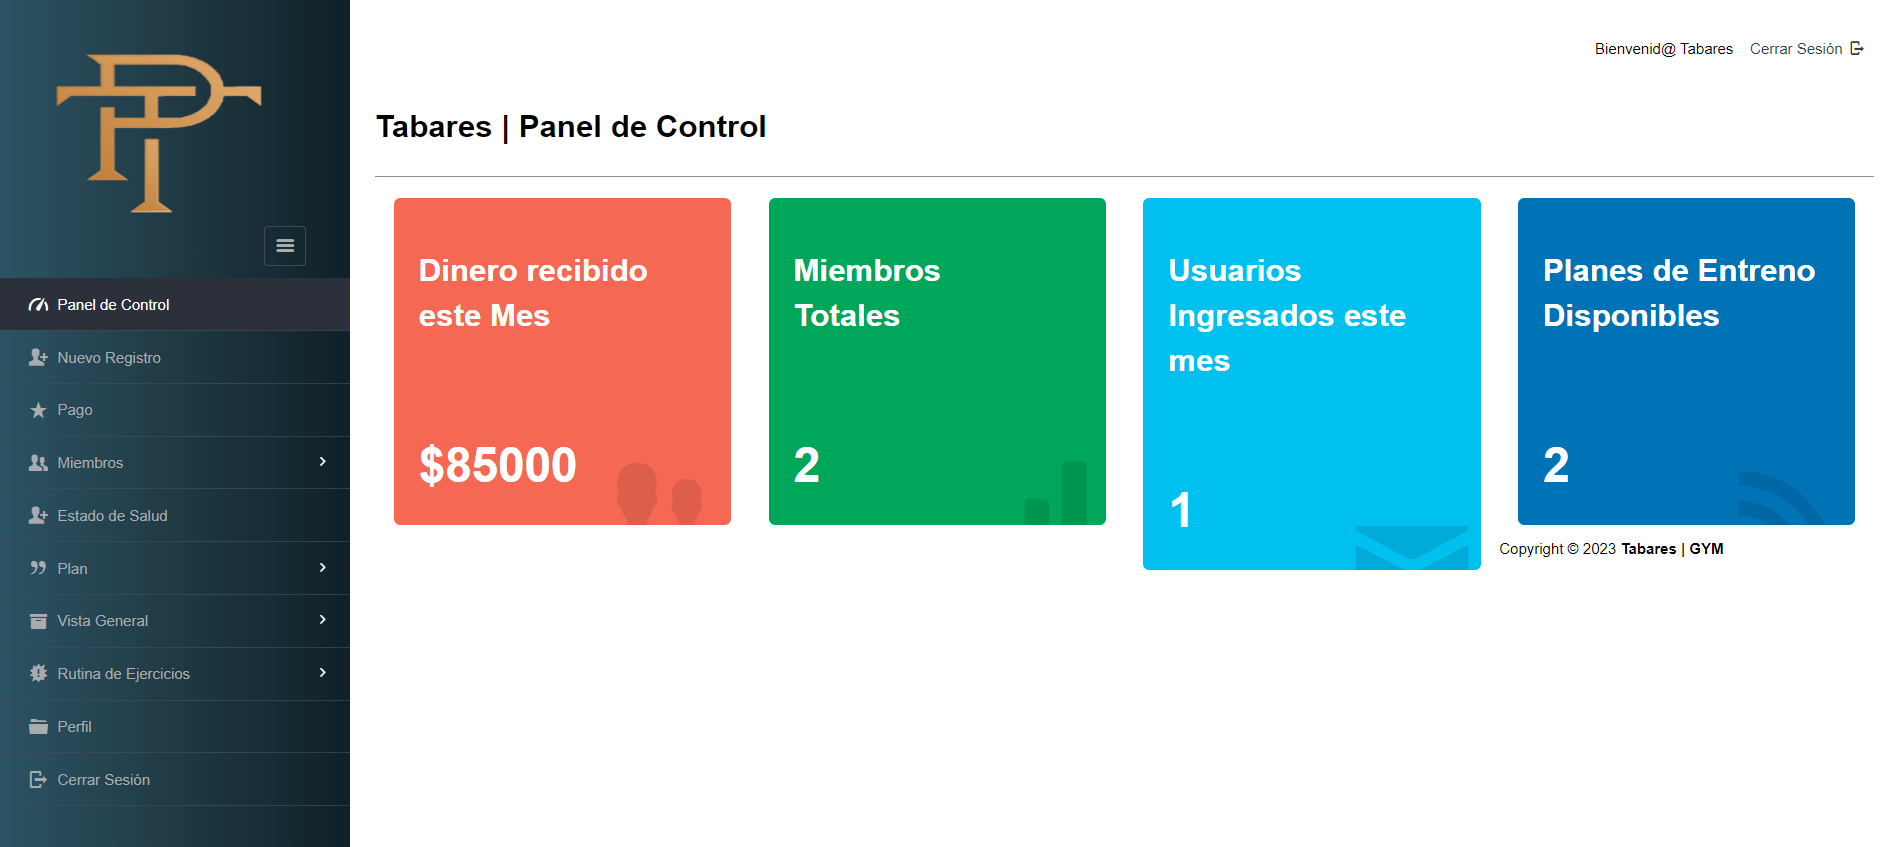 Bienvenid@ Tabares Cerrar Sesión
Tabares | Panel de Control
Panel de Control
Nuevo Registro
Pago
Miembros
Estado de Salud
Plan
Vista General
Rutina de Ejercicios
Perfil
Cerrar Sesión
Dinero recibido
este Mes
$85000
Miembros
Totales
2
Usuarios
Ingresados este
mes
1
Planes de Entreno
Disponibles
2
Copyright © 2023 Tabares | GYM